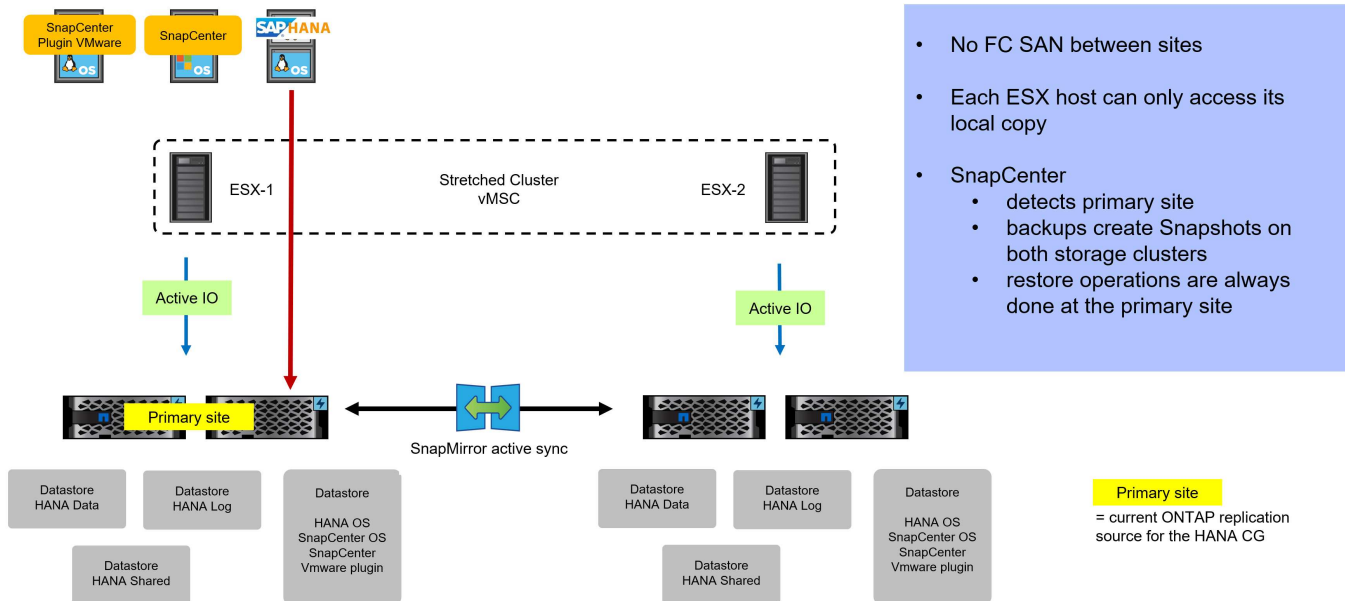 SnapCenter
Plugin VMware
OS
SnapCenter
OS
SAP HANA
OS
ESX-1
Stretched Cluster
vMSC
ESX-2
Active IO
Active IO
Primary site
SnapMirror active sync
Datastore
HANA Data
Datastore
HANA Log
Datastore
HANA OS
SnapCenter OS
SnapCenter
Vmware plugin
Datastore
HANA Shared
Datastore
HANA Data
Datastore
HANA Log
Datastore
HANA OS
SnapCenter OS
SnapCenter
Vmware plugin
Datastore
HANA Shared
• No FC SAN between sites
• Each ESX host can only access its
local copy
• SnapCenter
• detects primary site
• backups create Snapshots on
both storage clusters
• restore operations are always
done at the primary site
Primary site
= current ONTAP replication
source for the HANA CG